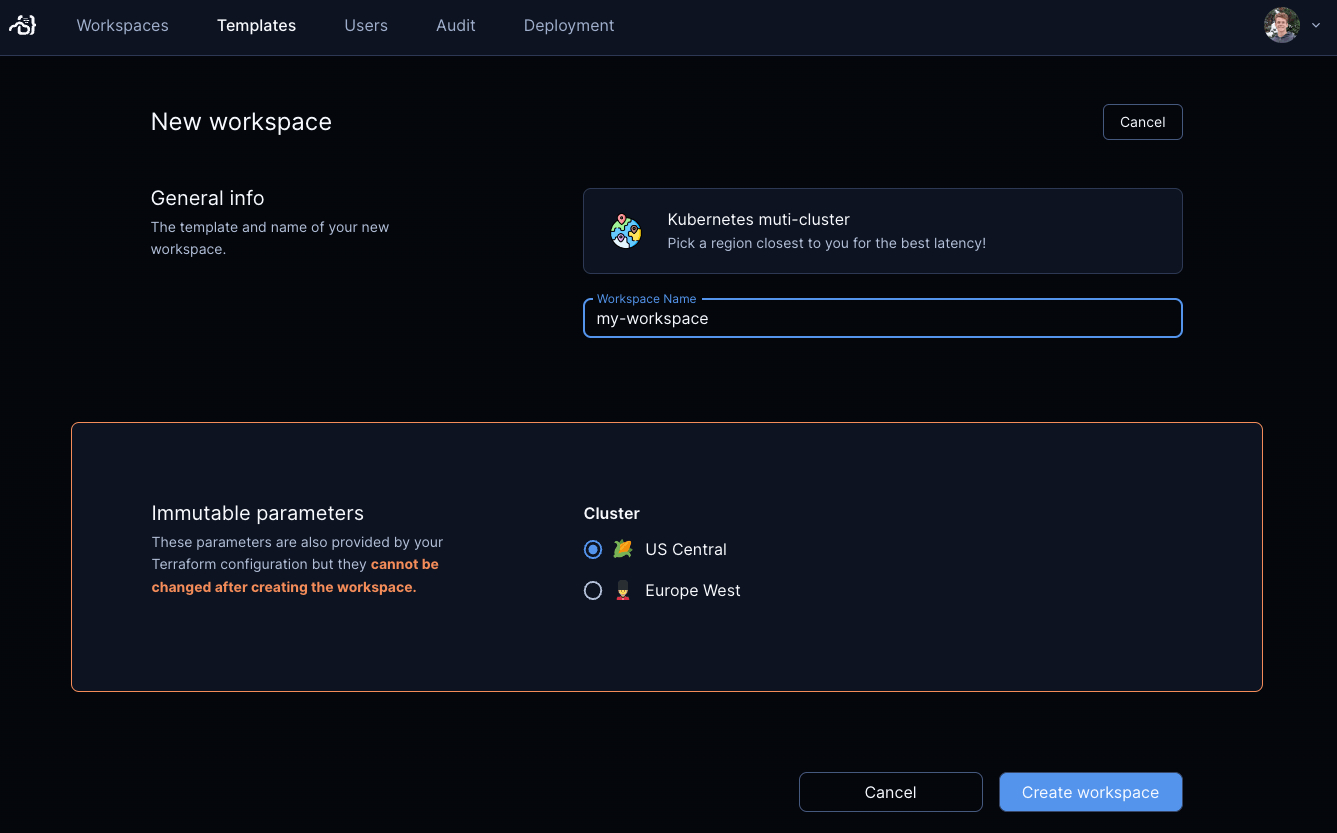 Workspaces
Templates
Users
Audit
Deployment
New workspace
Cancel
General info
The template and name of your new
workspace.
Kubernetes muti-cluster
Pick a region closest to you for the best latency!
Workspace Name
my-workspace
Immutable parameters
These parameters are also provided by your
Terraform configuration but they cannot be
changed after creating the workspace.
Cluster
US Central
Europe West
Cancel
Create workspace